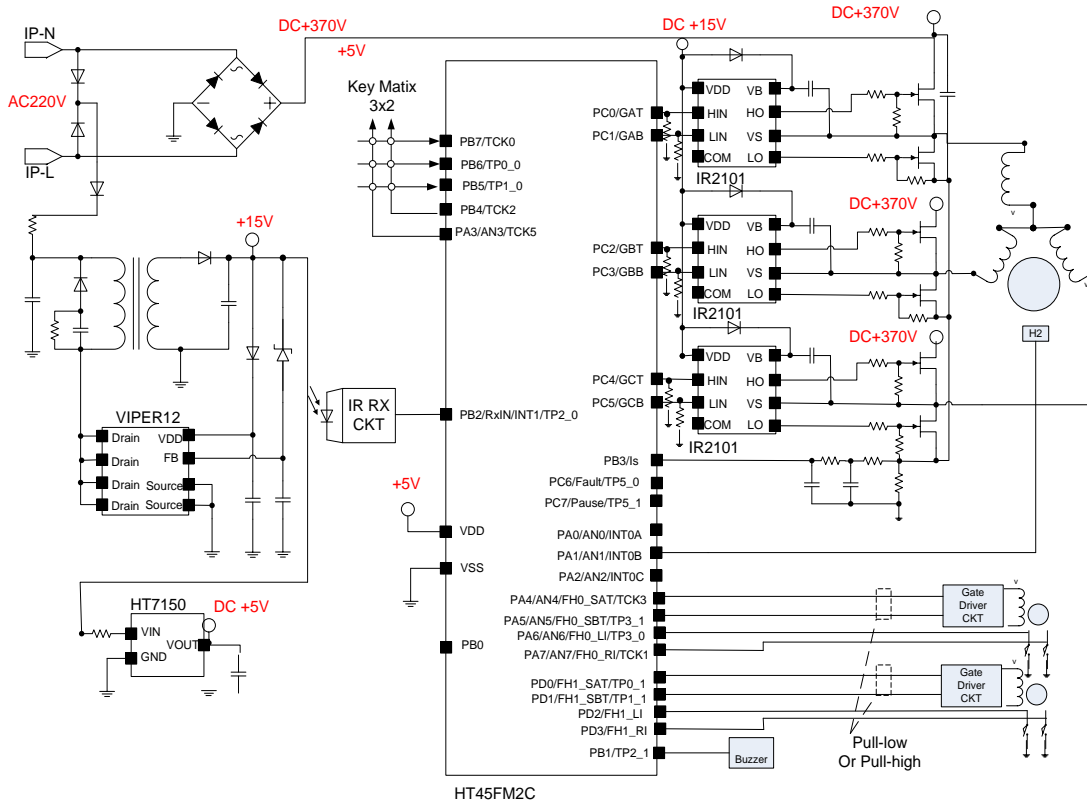 IP-N
DC+370V
DC +15V
DC+370V
+5V
AC220V
Key Matix
3x2
IP-L
VDD
VB
HIN
HO
LIN
VS
COM
LO
IR2101
PC0/GAT
PC1/GAB
PB7/TCK0
PB6/TP0_0
PB5/TP1_0
PB4/TCK2
PA3/AN3/TCK5
DC+370V
VDD
VB
HIN
HO
LIN
VS
COM
LO
IR2101
PC2/GBT
PC3/GBB
v
v
v
+15V
H2
DC+370V
VDD
VB
HIN
HO
LIN
VS
COM
LO
IR2101
PC4/GCT
PC5/GCB
IR RX
CKT
PB2/RxIN/INT1/TP2_0
VIPER12
Drain
VDD
Drain
FB
Drain
Source
Drain
Source
PB3/Is
PC6/Fault/TP5_0
PC7/Pause/TP5_1
+5V
VDD
VSS
PA0/AN0/INT0A
PA1/AN1/INT0B
PA2/AN2/INT0C
HT7150
DC +5V
VIN
VOUT
GND
PB0
PA4/AN4/FH0_SAT/TCK3
PA5/AN5/FH0_SBT/TP3_1
PA6/AN6/FH0_LI/TP3_0
PA7/AN7/FH0_RI/TCK1
Gate
Driver
CKT
v
PD0/FH1_SAT/TP0_1
PD1/FH1_SBT/TP1_1
PD2/FH1_LI
PD3/FH1_RI
Gate
Driver
CKT
v
PB1/TP2_1
Buzzer
Pull-low
Or Pull-high
HT45FM2C